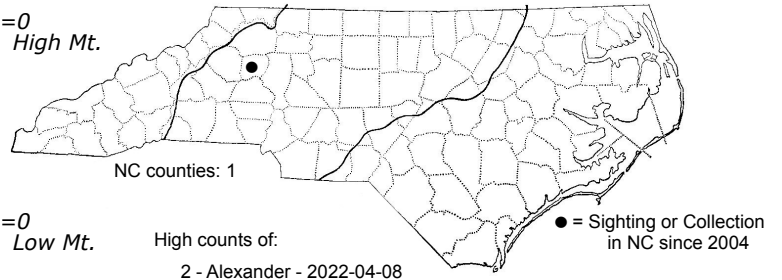 =0
High Mt.
NC counties: 1
=0
Low Mt.
High counts of:
2 - Alexander - 2022-04-08
● = Sighting or Collection
in NC since 2004